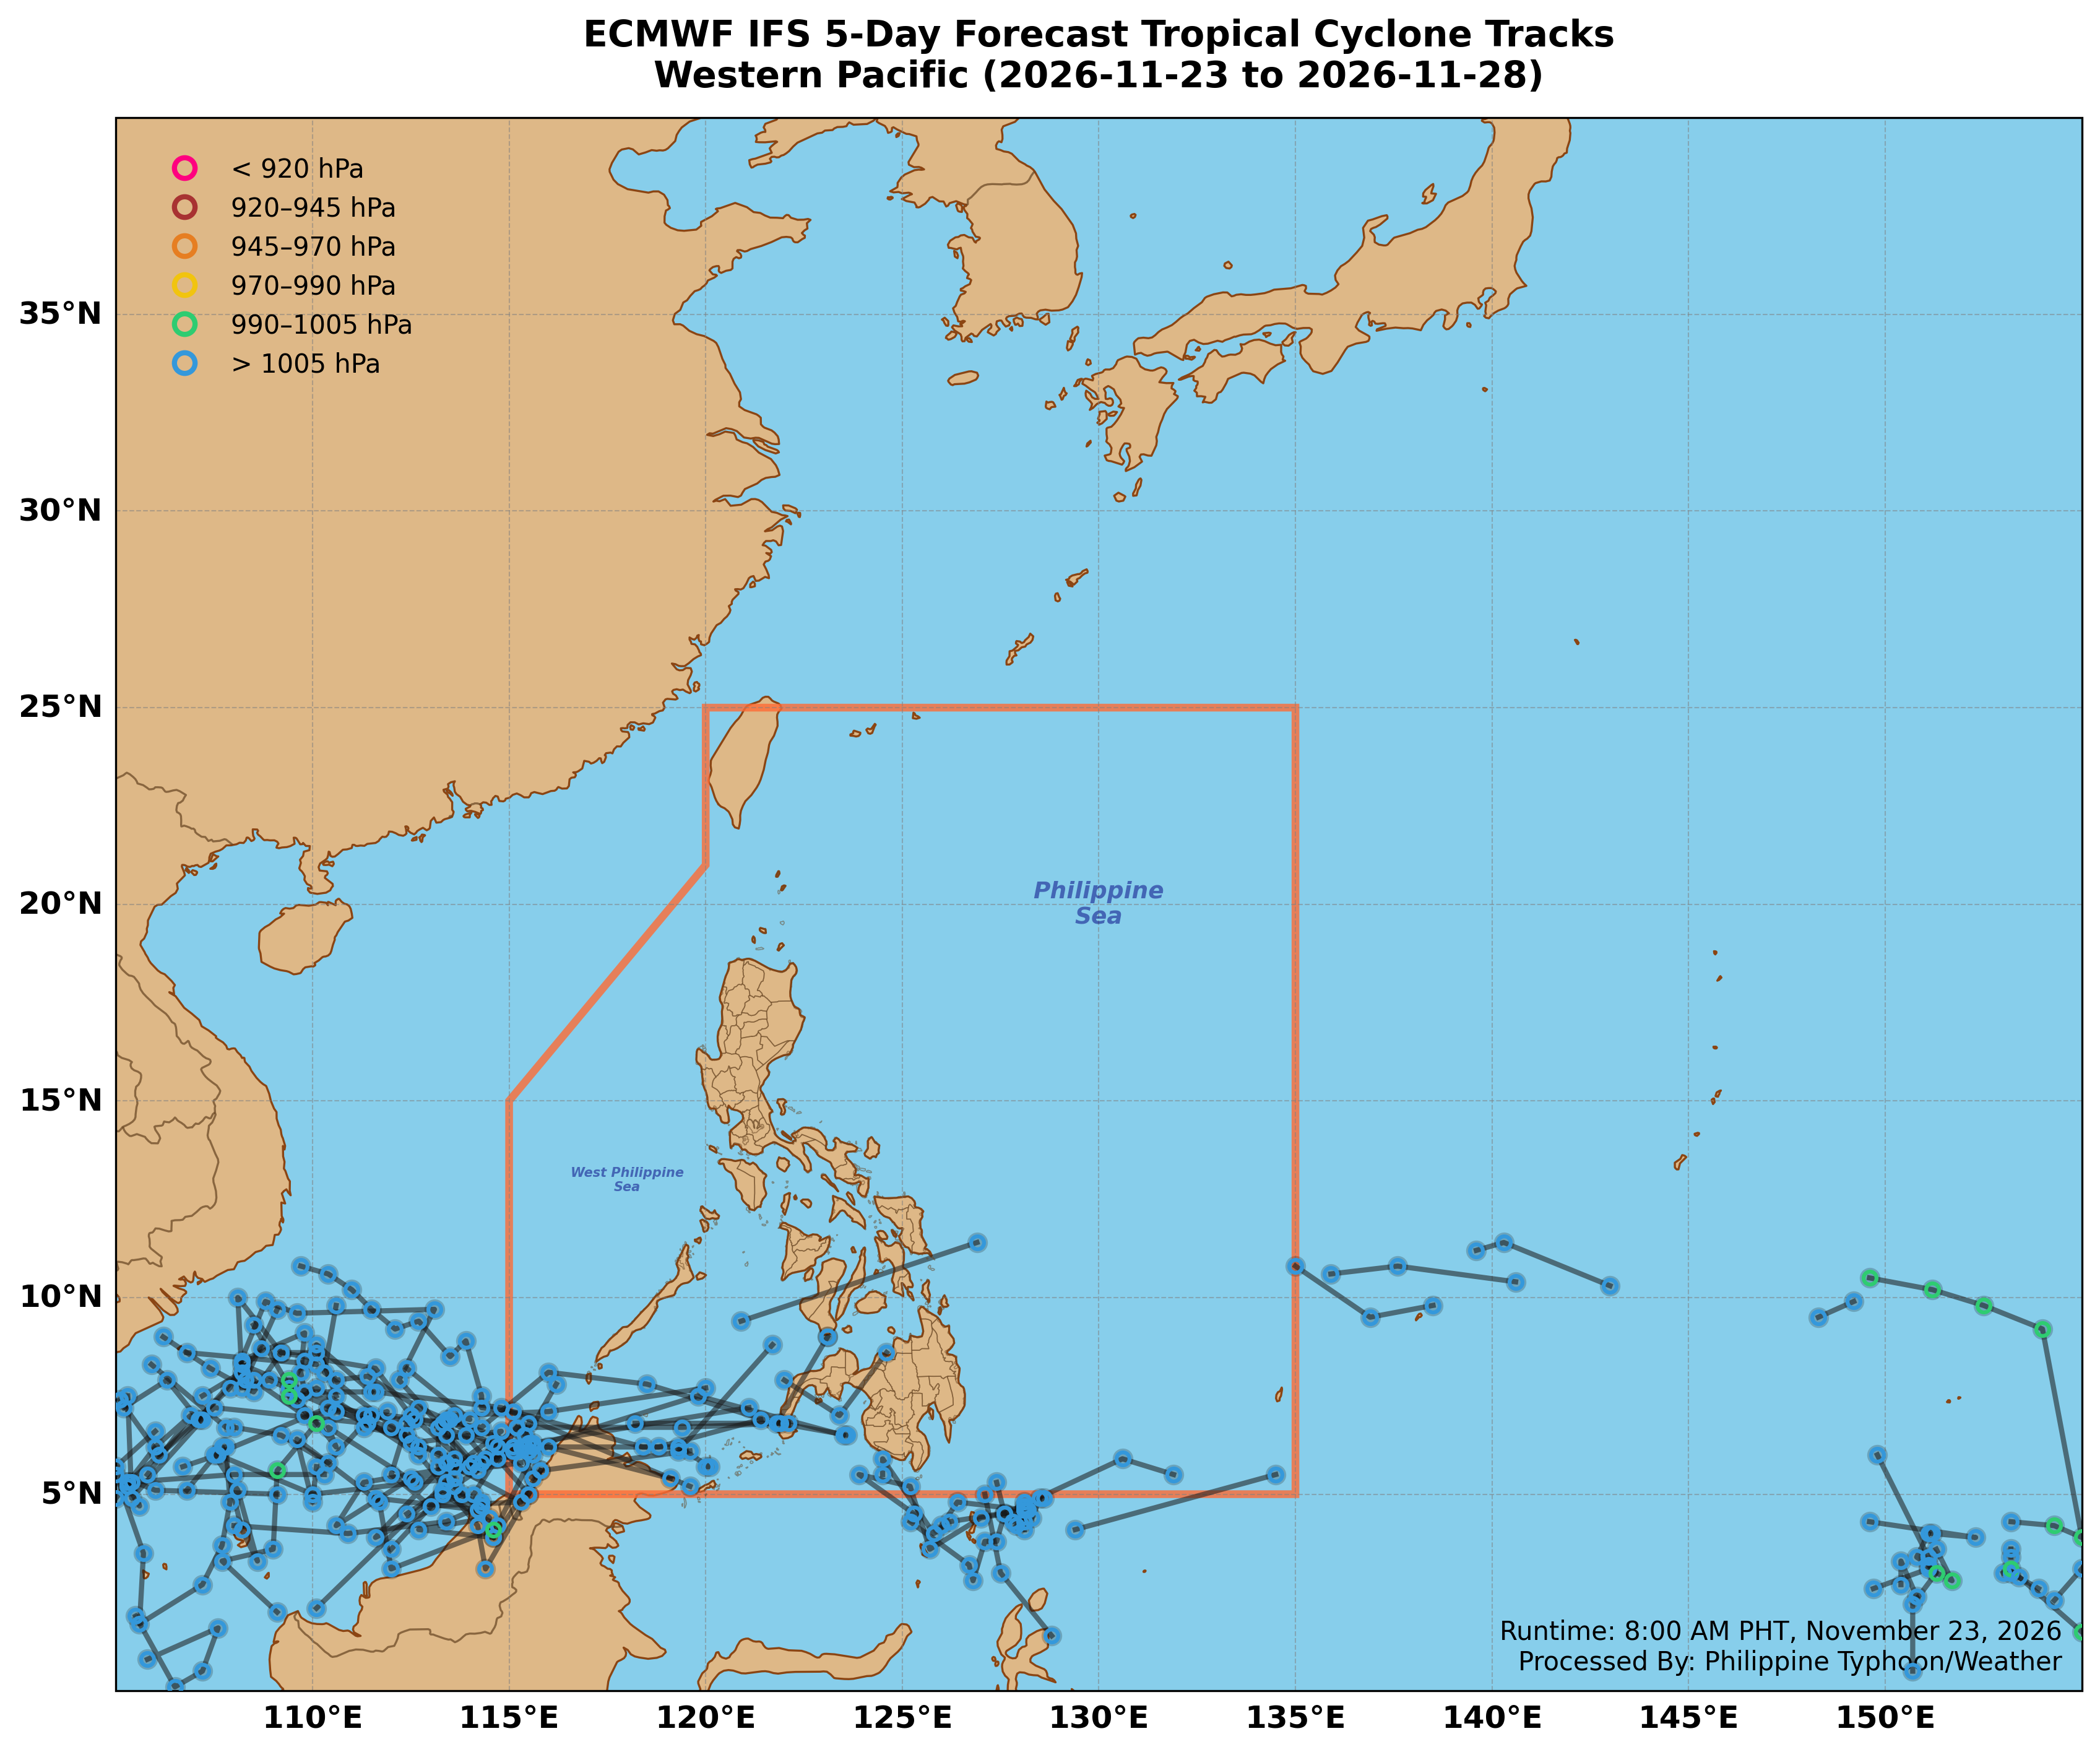 ECMWF IFS 5-Day Forecast Tropical Cyclone Tracks
Western Pacific (2026-11-23 to 2026-11-28)
< 920 hPa
920–945 hPa
945–970 hPa
970–990 hPa
990–1005 hPa
> 1005 hPa
35°N
30°N
25°N
20°N
15°N
10°N
5°N
Philippine
Sea
West Philippine
Sea
Runtime: 8:00 AM PHT, November 23, 2026
Processed By: Philippine Typhoon/Weather
110°E
115°E
120°E
125°E
130°E
135°E
140°E
145°E
150°E